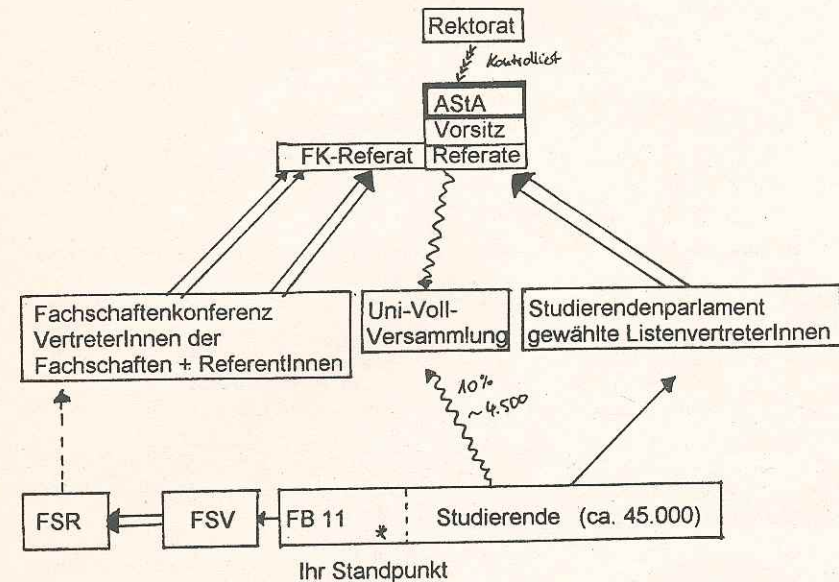 Rektorat
kontrolliert
AStA
Vorsitz
FK-Referat Referate
Fachschaftenkonferenz
VertreterInnen der
Fachschaften + ReferentInnen
Uni-Voll-
Versammlung
Studierendenparlament
gewählte ListenvertreterInnen
10%
~4.500
FSR
FSV
FB 11 *
Studierende (ca. 45.000)
Ihr Standpunkt